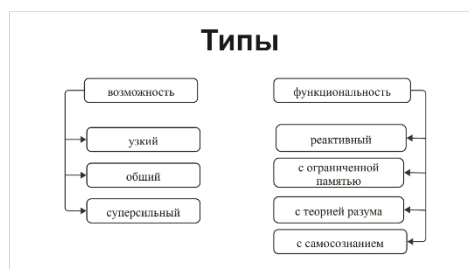 Типы
возможность
узкий
общий
суперсильный
функциональность
реактивный
с ограниченной
памятью
с теорией разума
с самосознанием